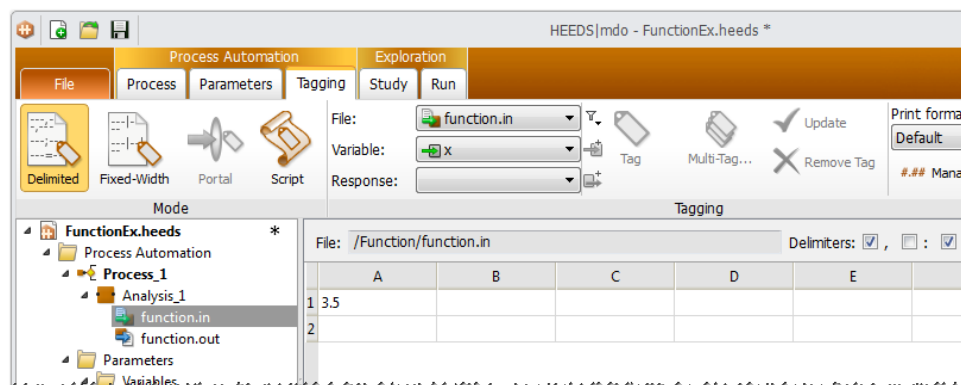 HEEDS|mdo - FunctionEx.heeds *
Process Automation Exploration
File Process Parameters Tagging Study Run
File: function.in
Variable: x
Response:
Delimited Fixed-Width Portal Script
Mode
Tag Multi-Tag... Update
Remove Tag
Tagging
Print forma
Default
#.## Mana
FunctionEx.heeds *
Process Automation
Process_1
Analysis_1
function.in
function.out
Parameters
Variables
File: /Function/function.in Delimiters: , :
A B C D E
1 3.5
2